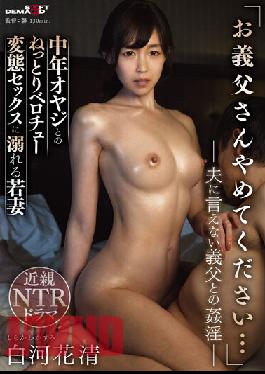 DEMAND
190min.
「お義父さんやめてください…」
―夫に言えない義父との姦淫―
中年オヤジとの
ねっとりベロチュー
変態セックスに溺れる若妻
近親
NTR
ドラマ
白河花清